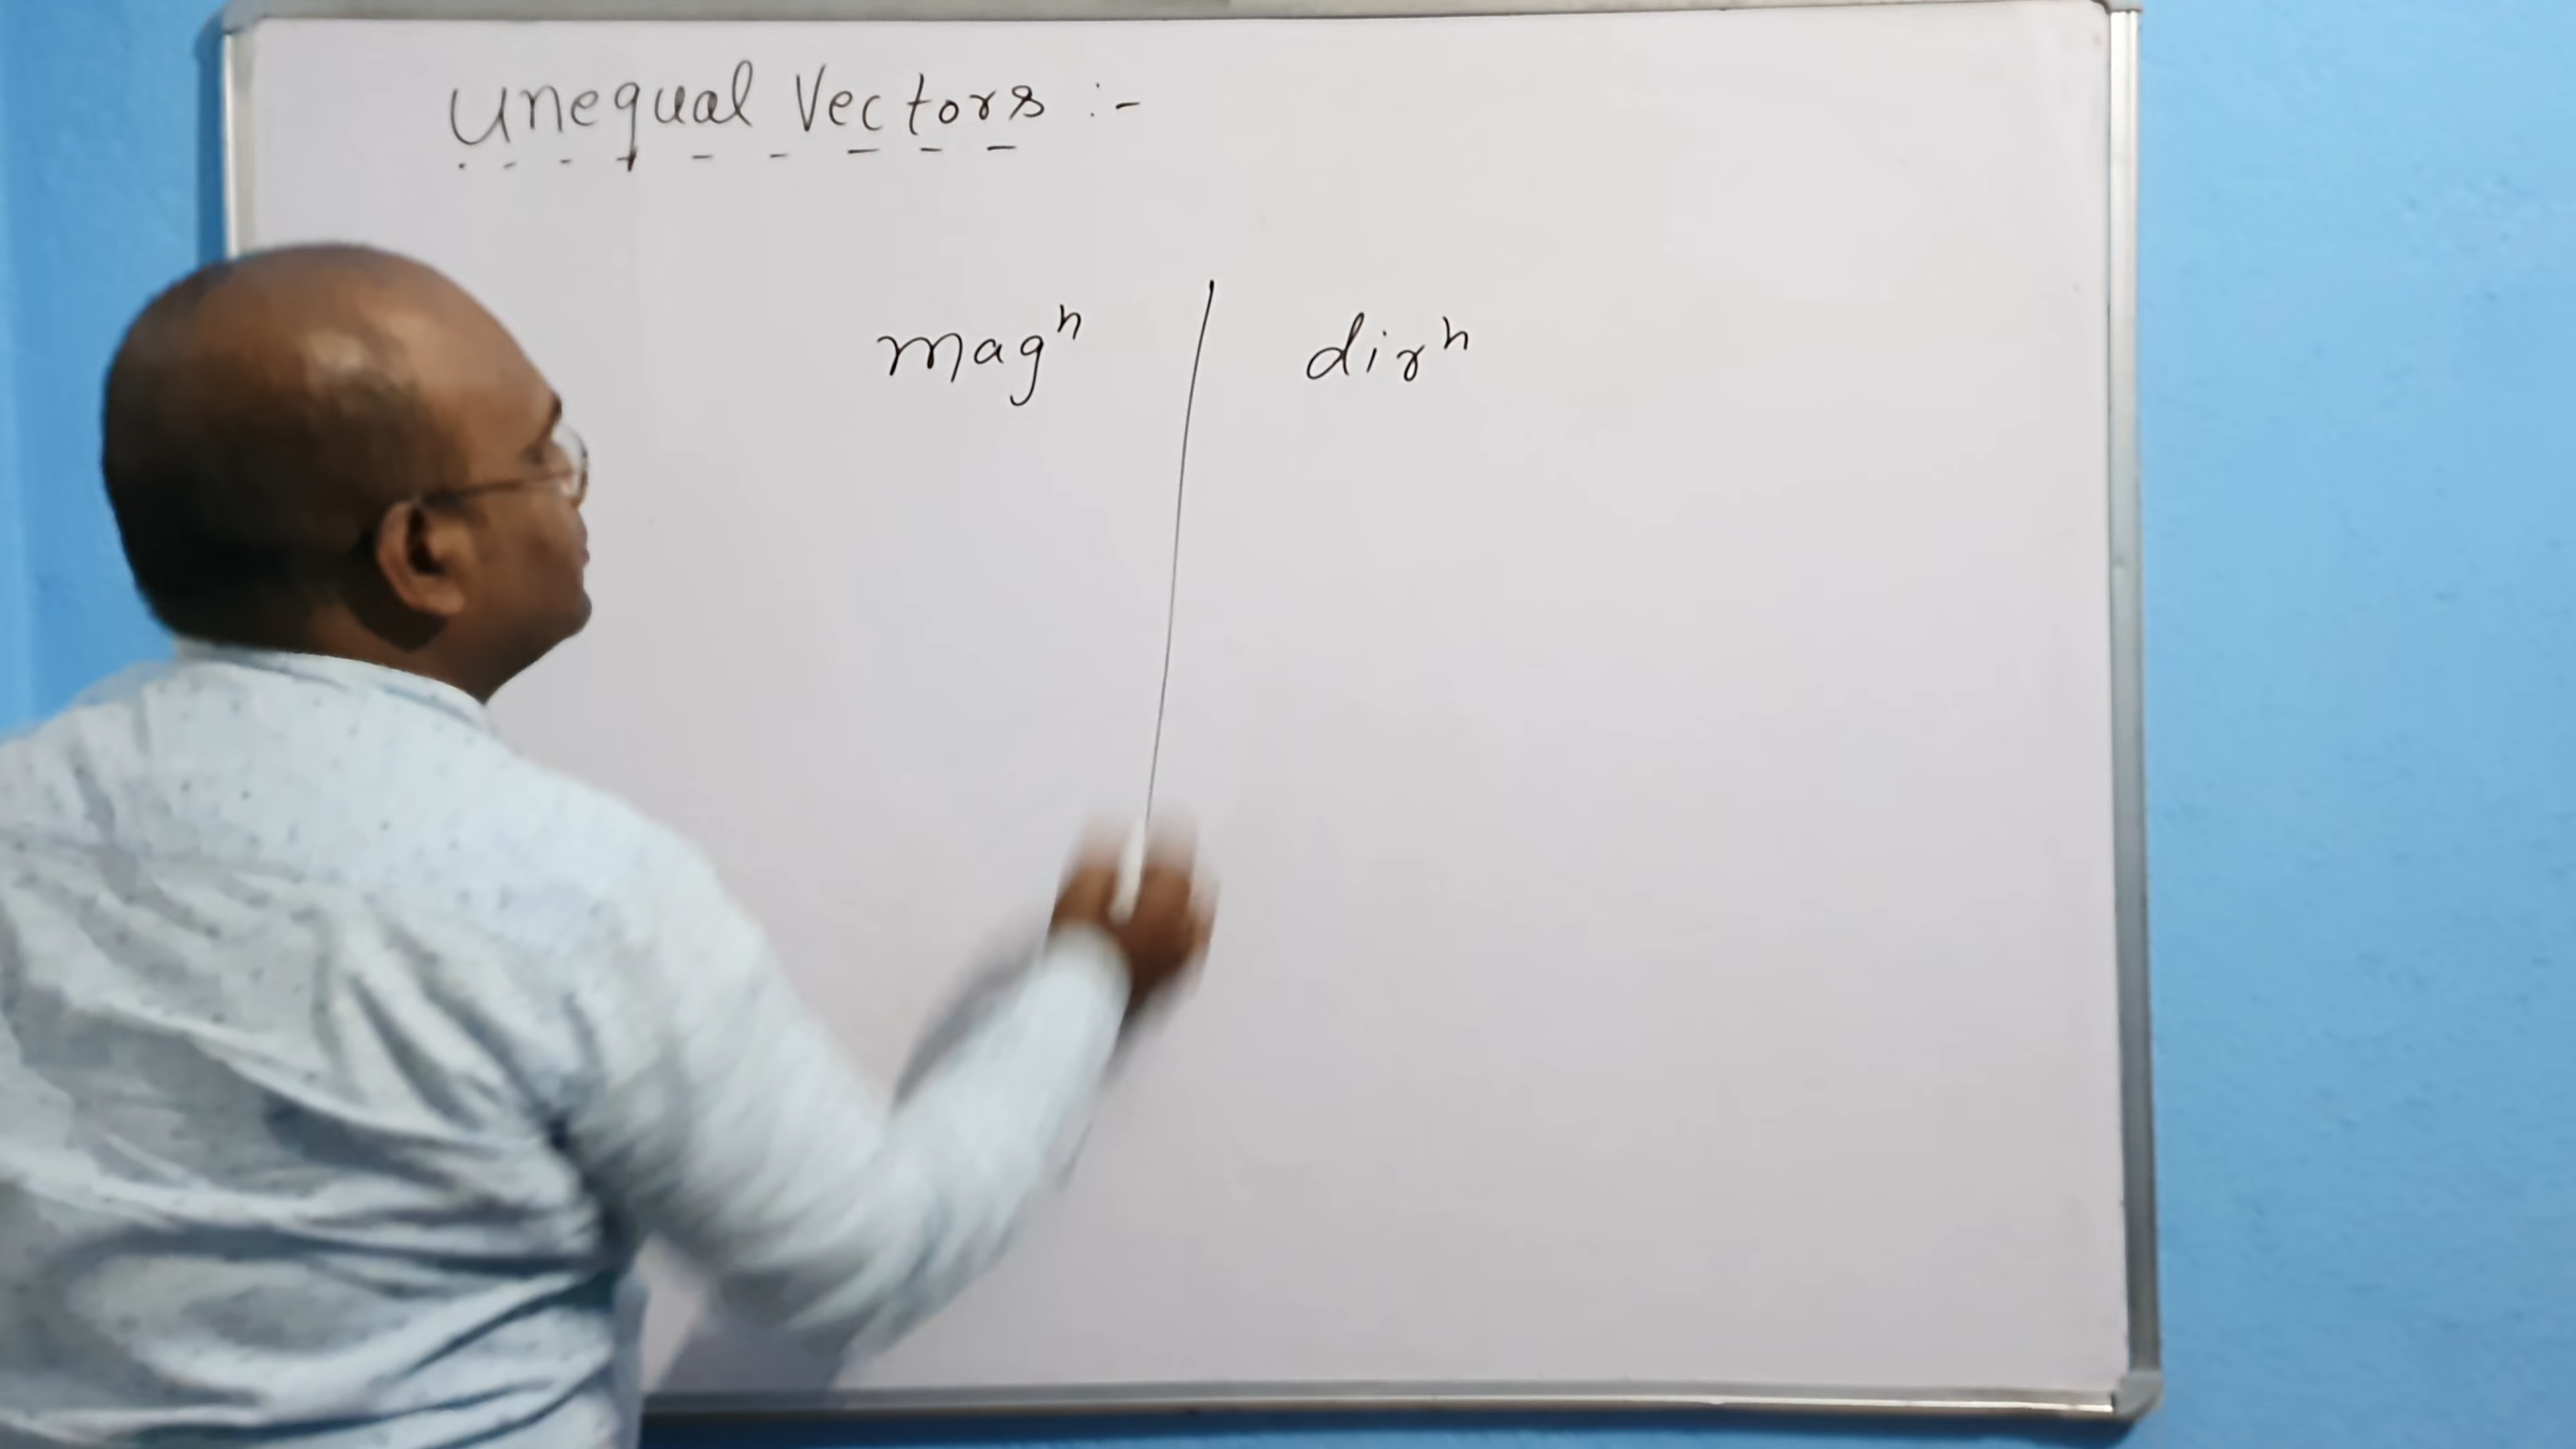 Unequal Vectors :-
magⁿ | dirⁿ